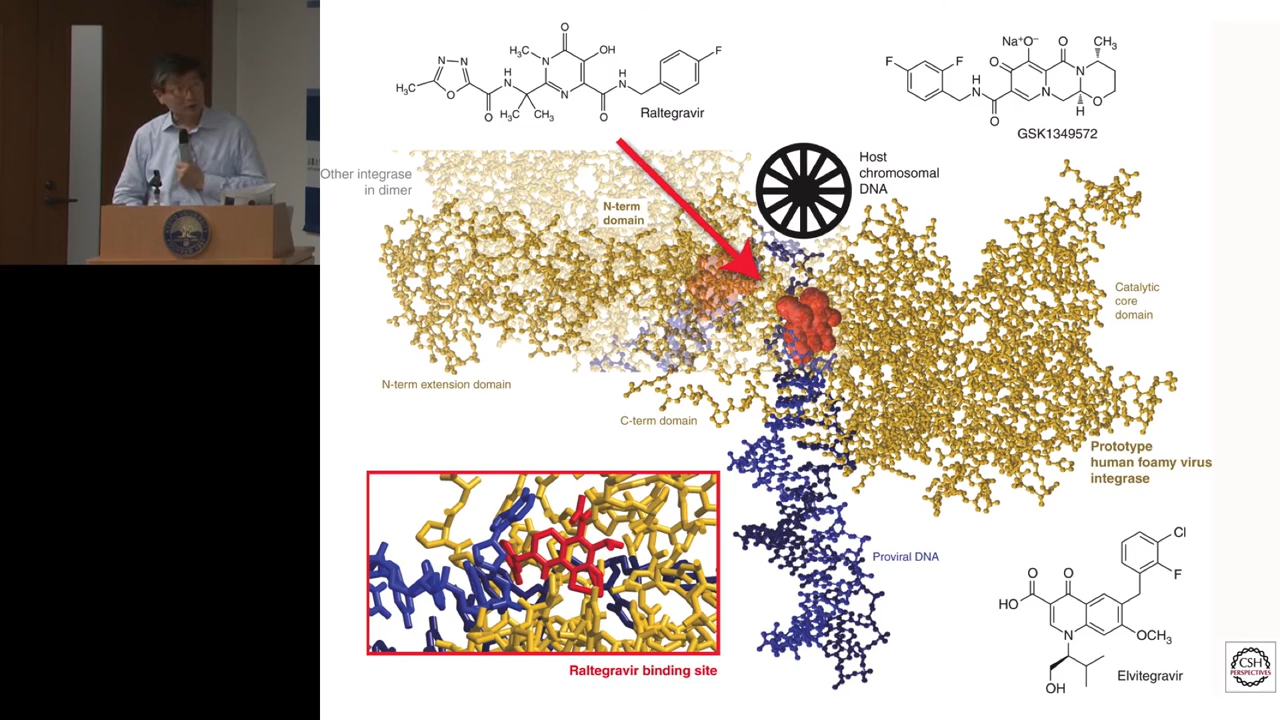 Raltegravir
GSK1349572
Other integrase
in dimer
N-term
domain
Host
chromosomal
DNA
Catalytic
core
domain
N-term extension domain
C-term domain
Prototype
human foamy virus
integrase
Proviral DNA
Raltegravir binding site
Elvitegravir
O
H₃C
OH
N
N
N
H
N
N
O
H₃C
O
H₃C
CH₃
N
O
H
N
F
Na⁺O⁻
O
CH₃
F
F
O
H
N
O
N
N
H
O
Cl
F
O
O
HO
N
OCH₃
OH
CSH
PERSPECTIVES